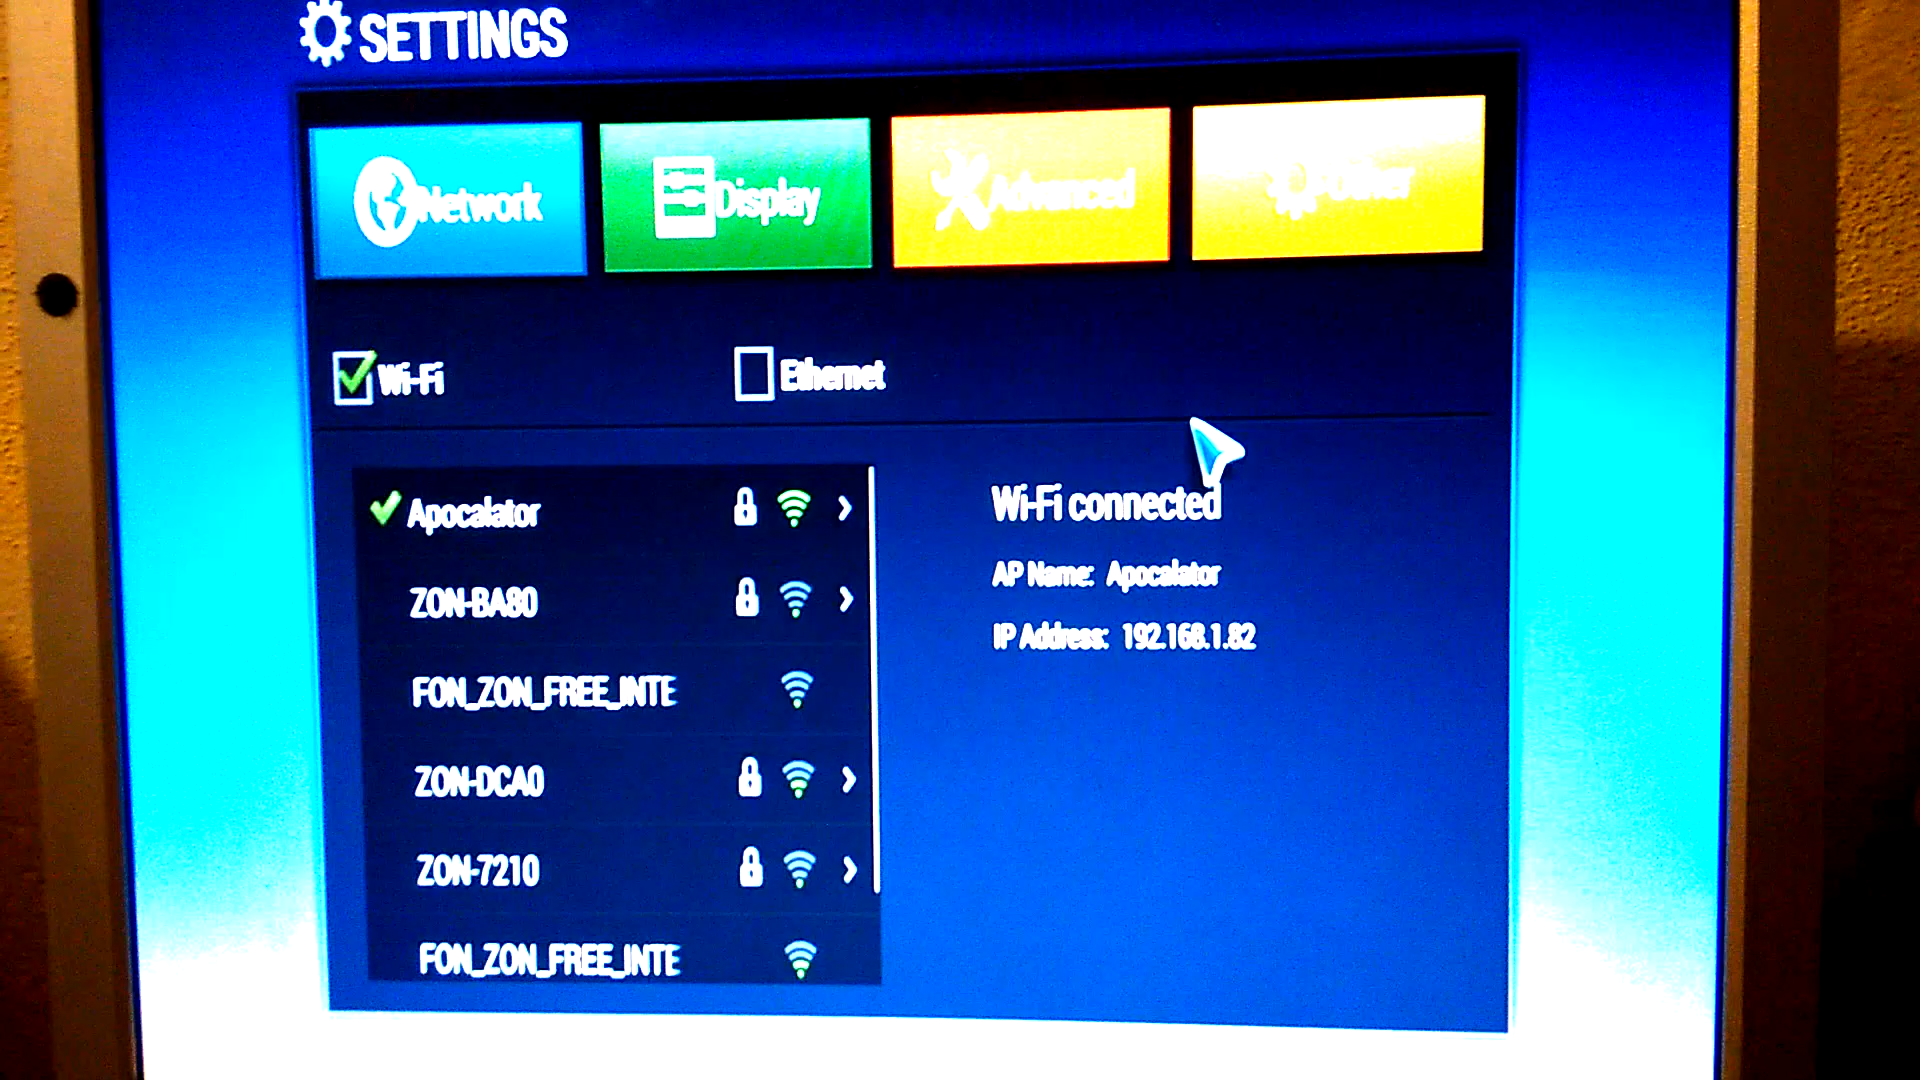 SETTINGS
Network Display Advanced Other
Wi-Fi Ethernet
Apocalator
ZON-BA80
FON_ZON_FREE_INTE
ZON-DCA0
ZON-7210
FON_ZON_FREE_INTE
Wi-Fi connected
AP Name: Apocalator
IP Address: 192.168.1.82